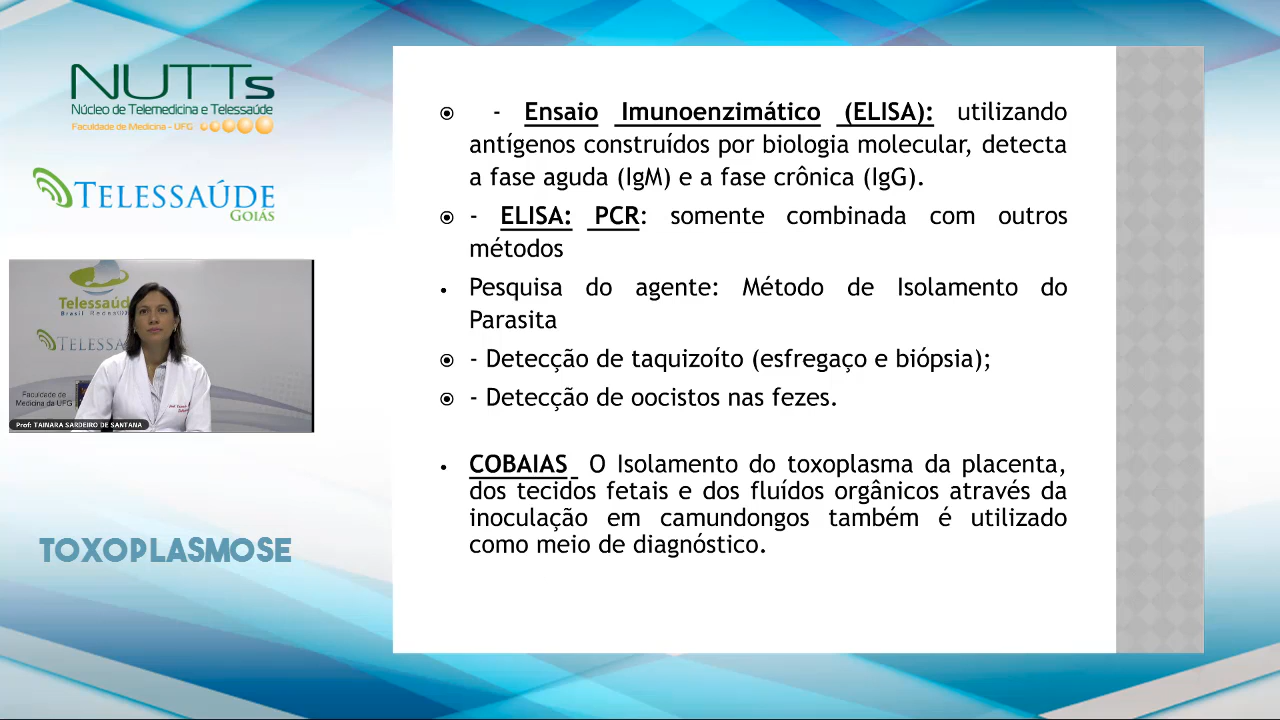 NUTTs
Núcleo de Telemedicina e Telessaúde
Faculdade de Medicina - UFG
TELESSAÚDE
GOIÁS
Telessaúd
Brasil Redes
TELESSA
Faculdade de
Medicina da UFG
Prof: TAINARA SARDEIRO DE SANTANA
TOXOPLASMOSE
- Ensaio Imunoenzimático (ELISA): utilizando
antígenos construídos por biologia molecular, detecta
a fase aguda (IgM) e a fase crônica (IgG).
- ELISA: PCR: somente combinada com outros
métodos
• Pesquisa do agente: Método de Isolamento do
Parasita
- Detecção de taquizoíto (esfregaço e biópsia);
- Detecção de oocistos nas fezes.
• COBAIAS O Isolamento do toxoplasma da placenta,
dos tecidos fetais e dos fluídos orgânicos através da
inoculação em camundongos também é utilizado
como meio de diagnóstico.